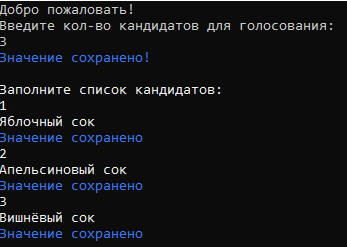 Добро пожаловать!
Введите кол-во кандидатов для голосования:
3
Значение сохранено!
Заполните список кандидатов:
1
Яблочный сок
Значение сохранено
2
Апельсиновый сок
Значение сохранено
3
Вишнёвый сок
Значение сохранено